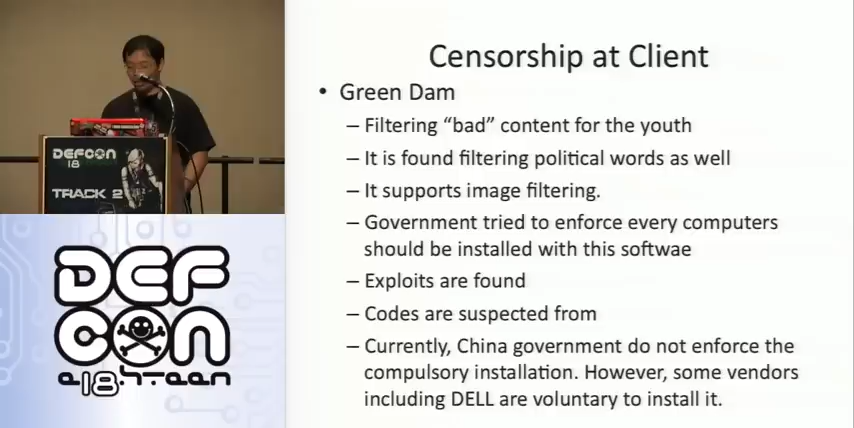 Censorship at Client
• Green Dam
– Filtering “bad” content for the youth
– It is found filtering political words as well
– It supports image filtering.
– Government tried to enforce every computers
should be installed with this softwae
– Exploits are found
– Codes are suspected from
– Currently, China government do not enforce the
compulsory installation. However, some vendors
including DELL are voluntary to install it.
DEFCON
18
TRACK 2
DEF
CON
e18hteen